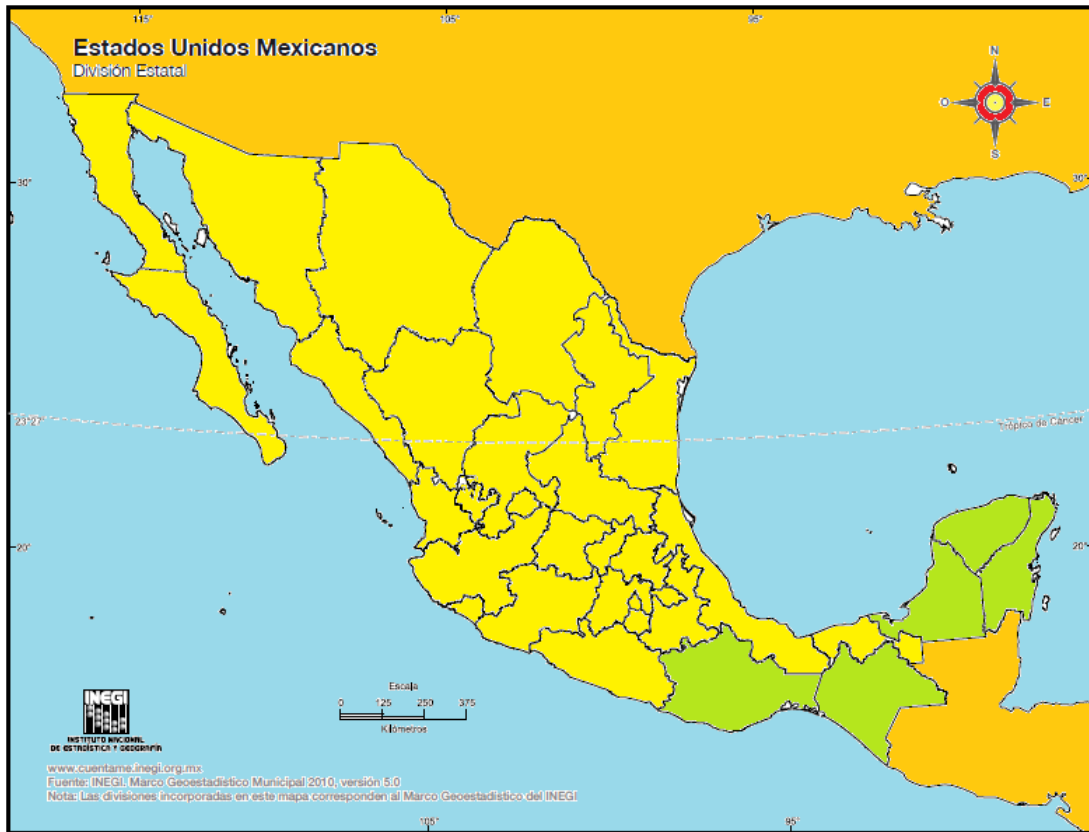 115°
105°
95°
Estados Unidos Mexicanos
División Estatal
N
O
E
S
30°
30°
23°27'
Trópico de Cáncer
20°
20°
Escala
0 125 250 375
Kilómetros
INEGI
INSTITUTO NACIONAL
DE ESTADÍSTICA Y GEOGRAFÍA
www.cuentame.inegi.org.mx
Fuente: INEGI. Marco Geoestadístico Municipal 2010, versión 5.0
Nota: Las divisiones incorporadas en este mapa corresponden al Marco Geoestadístico del INEGI
105°
95°